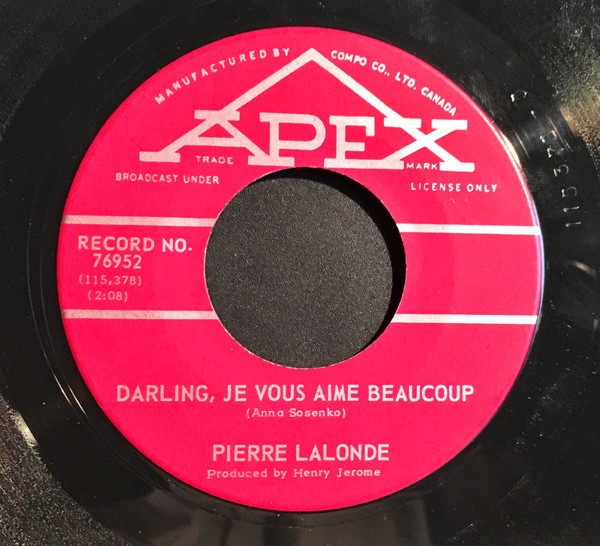 MANUFACTURED BY COMPO CO., LTD. CANADA
APEX
TRADE MARK
BROADCAST UNDER LICENSE ONLY
RECORD NO.
76952
(115,378)
(2:08)
DARLING, JE VOUS AIME BEAUCOUP
(Anna Sosenko)
PIERRE LALONDE
Produced by Henry Jerome